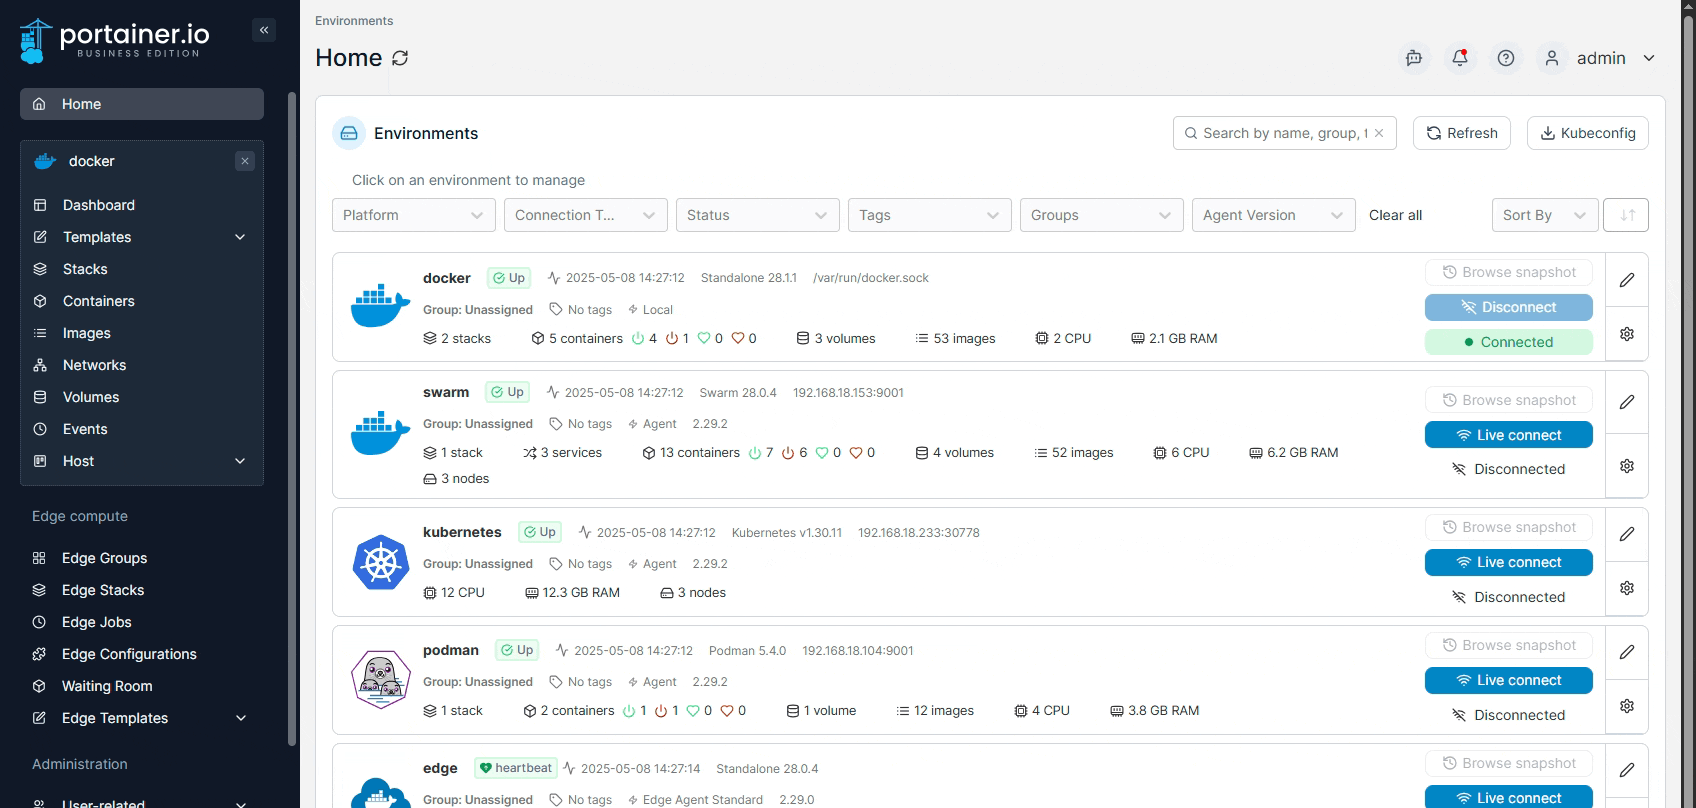 portainer.io
BUSINESS EDITION
Home
docker
Dashboard
Templates
Stacks
Containers
Images
Networks
Volumes
Events
Host
Edge compute
Edge Groups
Edge Stacks
Edge Jobs
Edge Configurations
Waiting Room
Edge Templates
Administration
User-related
Environments
Home
admin
Environments
Search by name, group, t
Refresh
Kubeconfig
Click on an environment to manage
Platform
Connection T...
Status
Tags
Groups
Agent Version
Clear all
Sort By
docker Up 2025-05-08 14:27:12 Standalone 28.1.1 /var/run/docker.sock
Group: Unassigned No tags Local
2 stacks 5 containers 4 1 0 0 3 volumes 53 images 2 CPU 2.1 GB RAM
Browse snapshot
Disconnect
Connected
swarm Up 2025-05-08 14:27:12 Swarm 28.0.4 192.168.18.153:9001
Group: Unassigned No tags Agent 2.29.2
1 stack 3 services 13 containers 7 6 0 0 4 volumes 52 images 6 CPU 6.2 GB RAM
3 nodes
Browse snapshot
Live connect
Disconnected
kubernetes Up 2025-05-08 14:27:12 Kubernetes v1.30.11 192.168.18.233:30778
Group: Unassigned No tags Agent 2.29.2
12 CPU 12.3 GB RAM 3 nodes
Browse snapshot
Live connect
Disconnected
podman Up 2025-05-08 14:27:12 Podman 5.4.0 192.168.18.104:9001
Group: Unassigned No tags Agent 2.29.2
1 stack 2 containers 1 1 0 0 1 volume 12 images 4 CPU 3.8 GB RAM
Browse snapshot
Live connect
Disconnected
edge heartbeat 2025-05-08 14:27:14 Standalone 28.0.4
Group: Unassigned No tags Edge Agent Standard 2.29.0
Browse snapshot
Live connect